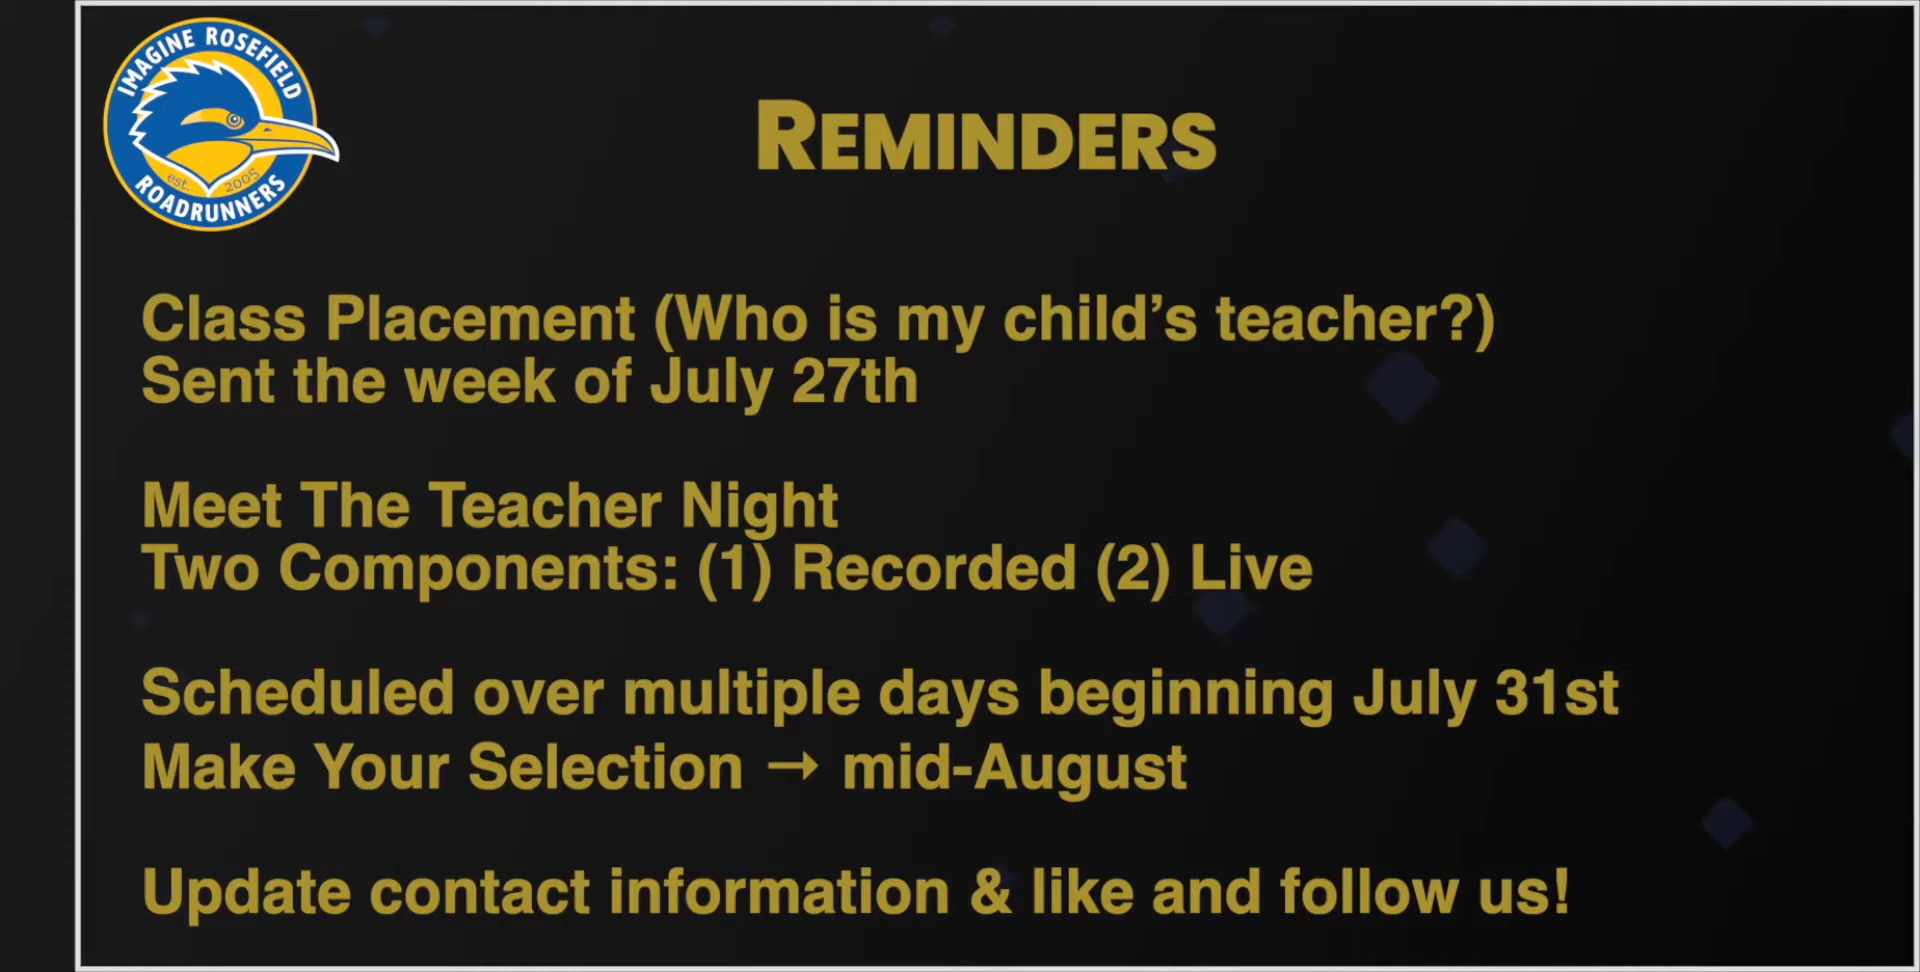 IMAGINE ROSEFIELD
est. 2005
ROADRUNNERS
REMINDERS
Class Placement (Who is my child’s teacher?)
Sent the week of July 27th
Meet The Teacher Night
Two Components: (1) Recorded (2) Live
Scheduled over multiple days beginning July 31st
Make Your Selection → mid-August
Update contact information & like and follow us!